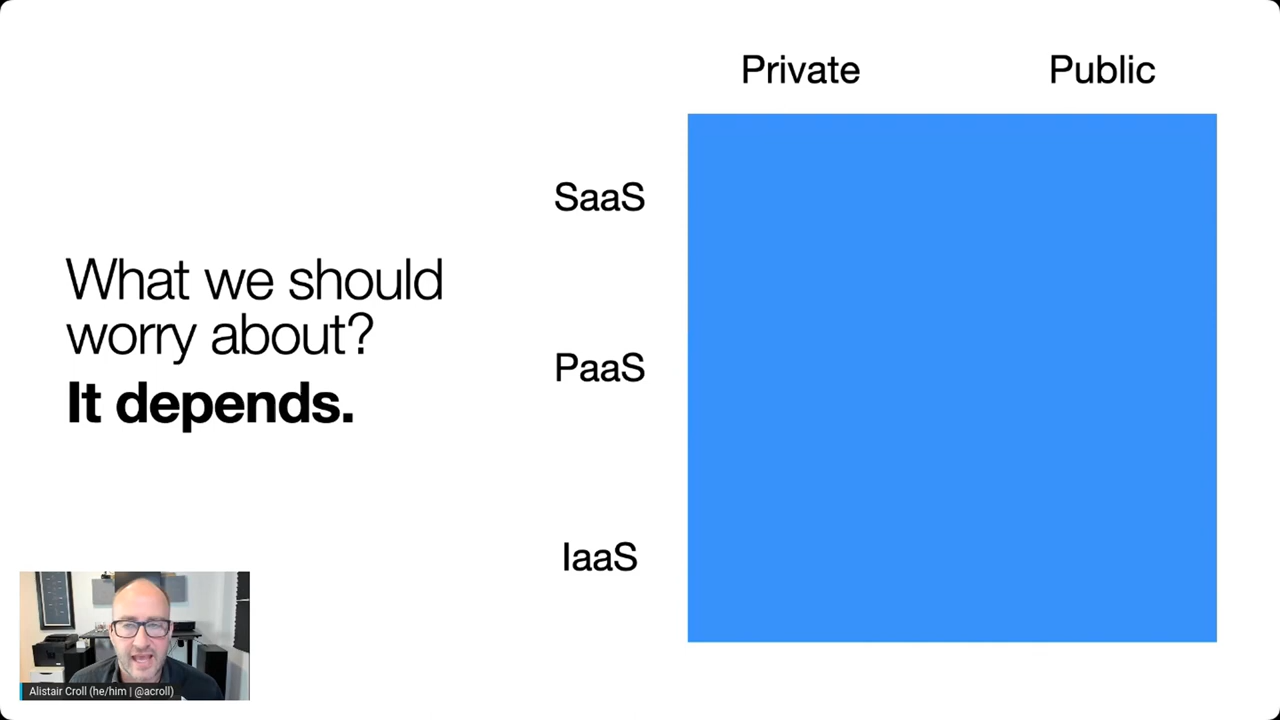 Private
Public
SaaS
What we should
worry about?
PaaS
It depends.
IaaS
Alistair Croll (he/him | @acroll)